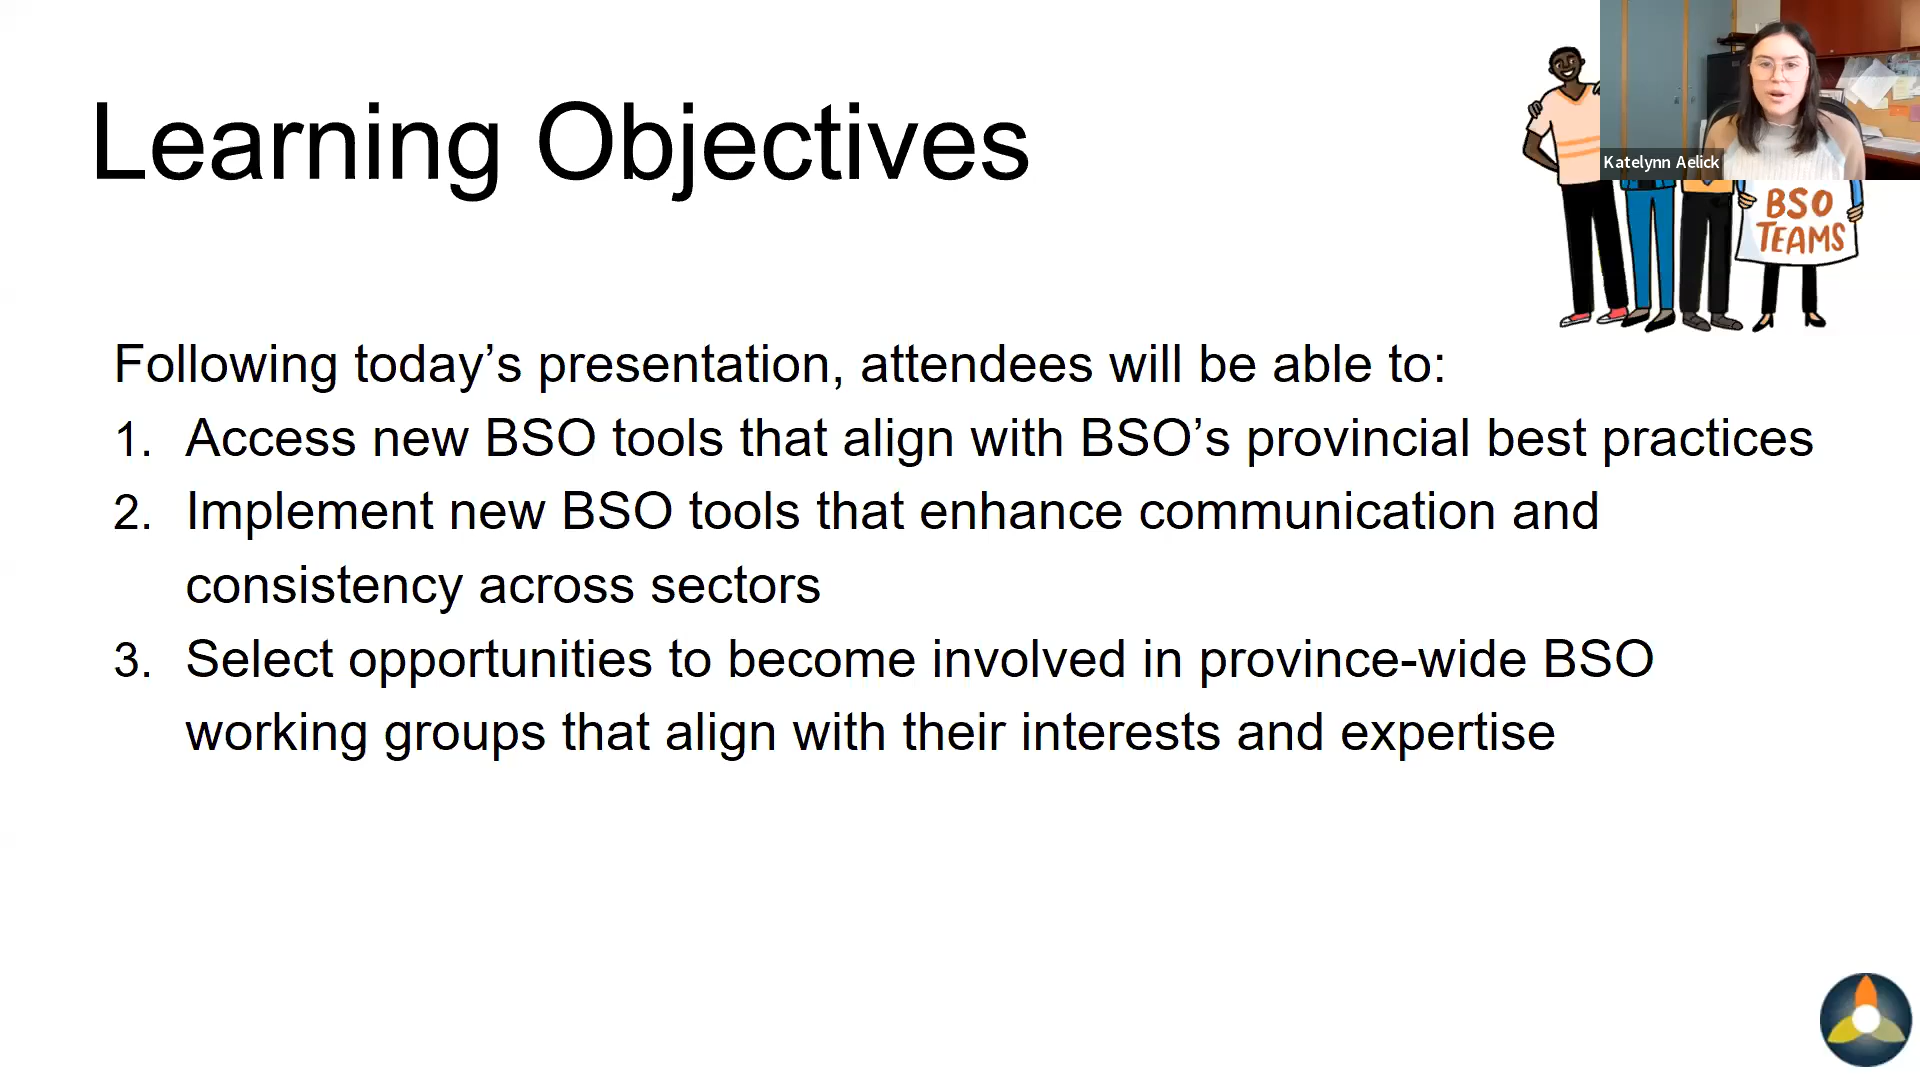 Learning Objectives
Katelynn Aelick
BSO
TEAMS
Following today’s presentation, attendees will be able to:
1. Access new BSO tools that align with BSO’s provincial best practices
2. Implement new BSO tools that enhance communication and
consistency across sectors
3. Select opportunities to become involved in province-wide BSO
working groups that align with their interests and expertise